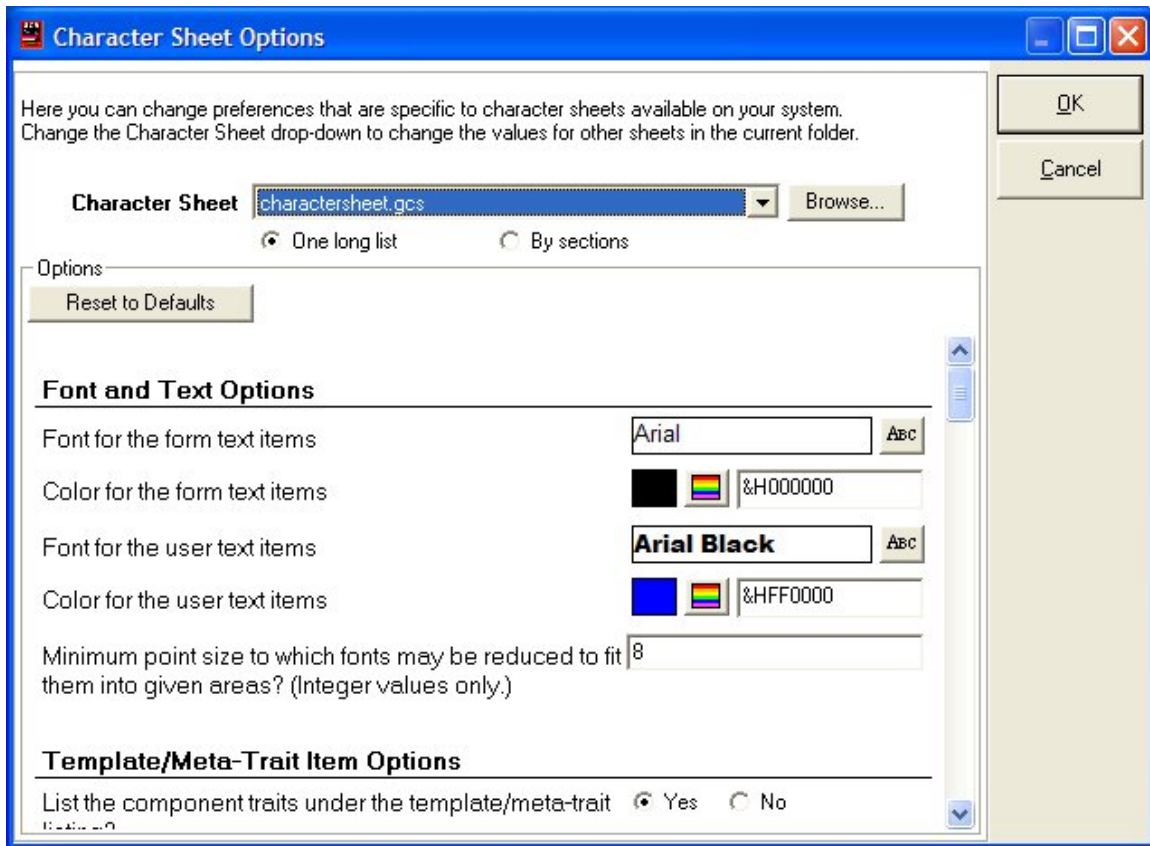 Character Sheet Options
Here you can change preferences that are specific to character sheets available on your system.
Change the Character Sheet drop-down to change the values for other sheets in the current folder.
OK
Cancel
Character Sheet charactersheet.gcs Browse...
One long list By sections
Options
Reset to Defaults
Font and Text Options
Font for the form text items Arial ABC
Color for the form text items &H000000
Font for the user text items Arial Black ABC
Color for the user text items &HFF0000
Minimum point size to which fonts may be reduced to fit 8
them into given areas? (Integer values only.)
Template/Meta-Trait Item Options
List the component traits under the template/meta-trait Yes No
listing?